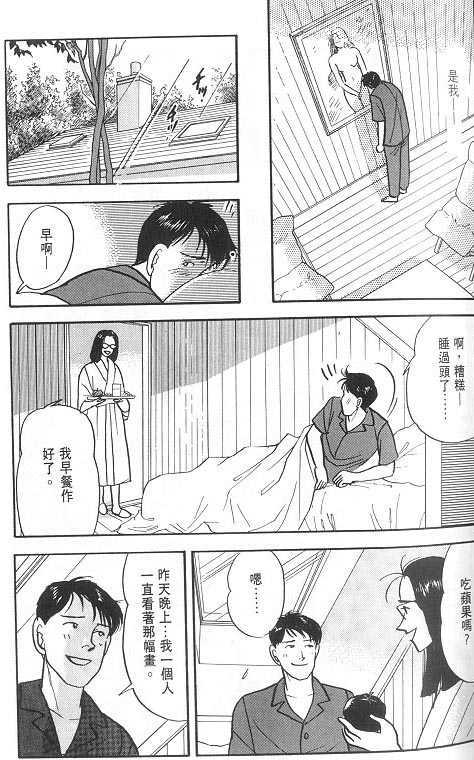 是我
早啊—
啊，糟糕—
睡過頭了……
我早餐作
好了。
吃蘋果嗎？
嗯……
昨天晚上…我一個人
一直看著那幅畫。